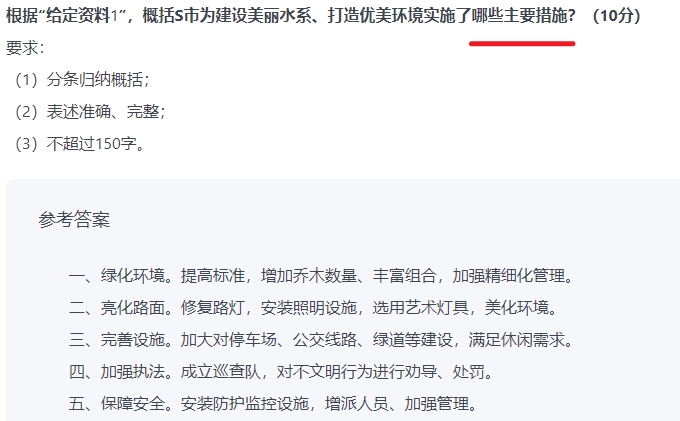 根据“给定资料1”，概括S市为建设美丽水系、打造优美环境实施了哪些主要措施？（10分）
要求：
（1）分条归纳概括；
（2）表述准确、完整；
（3）不超过150字。
参考答案
一、绿化环境。提高标准，增加乔木数量、丰富组合，加强精细化管理。
二、亮化路面。修复路灯，安装照明设施，选用艺术灯具，美化环境。
三、完善设施。加大对停车场、公交线路、绿道等建设，满足休闲需求。
四、加强执法。成立巡查队，对不文明行为进行劝导、处罚。
五、保障安全。安装防护监控设施，增派人员、加强管理。